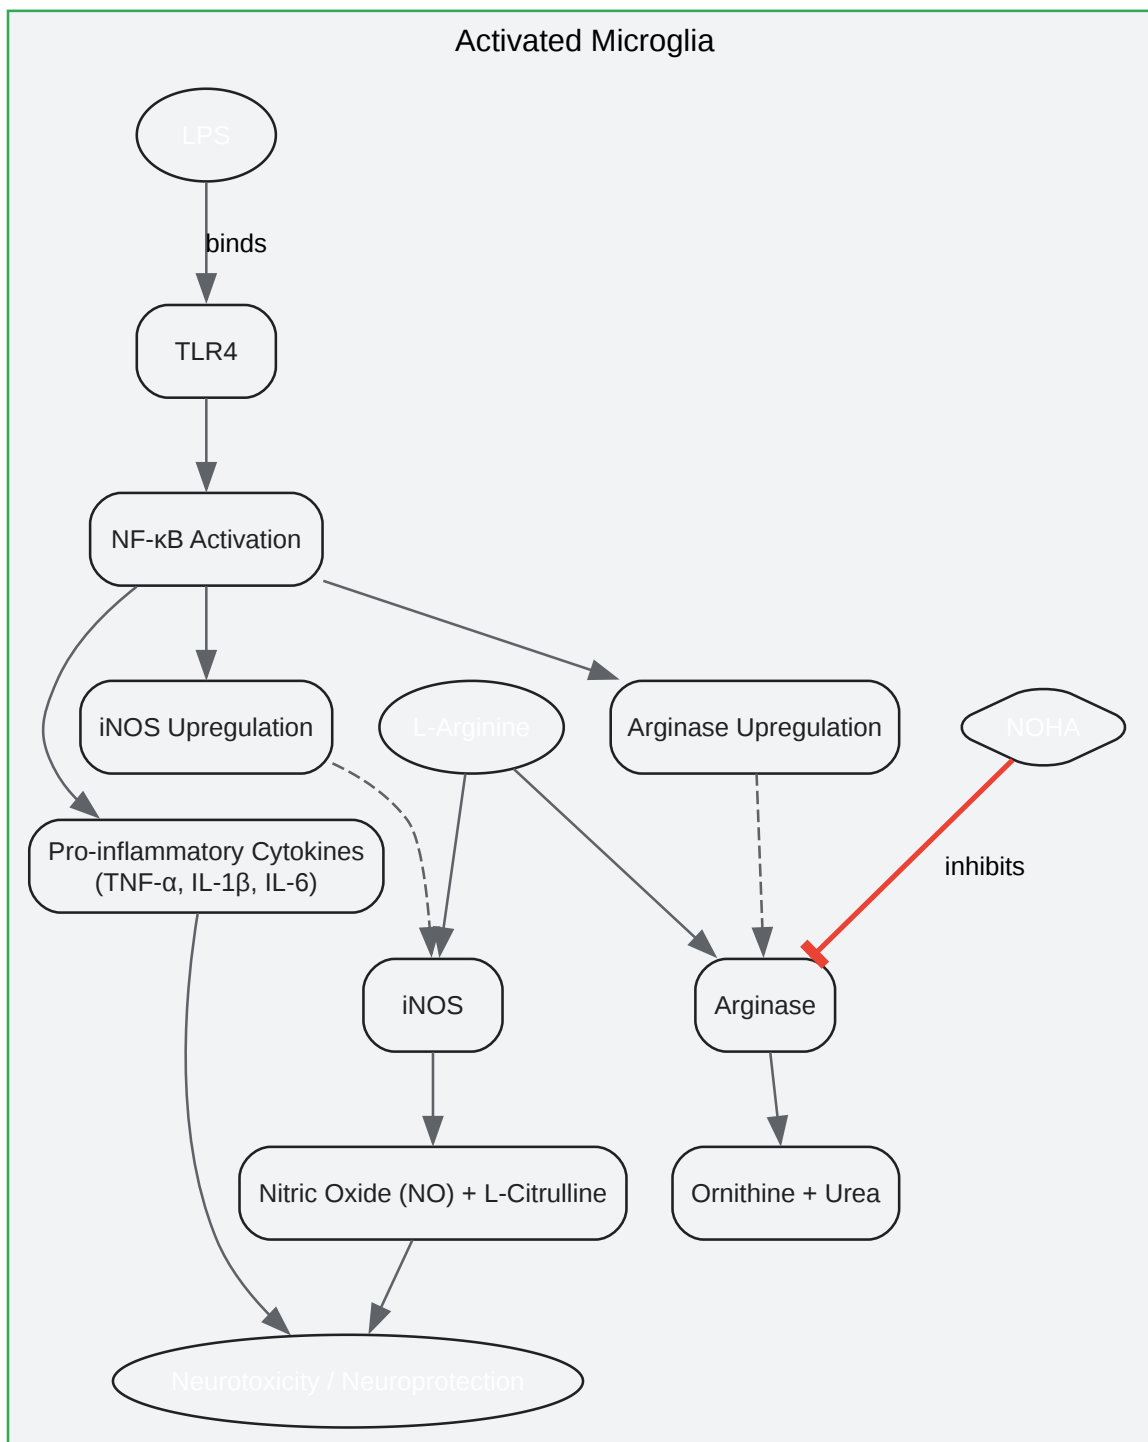 Activated Microglia
LPS
binds
TLR4
NF-κB Activation
iNOS Upregulation
L-Arginine
Arginase Upregulation
NOHA
Pro-inflammatory Cytokines
(TNF-α, IL-1β, IL-6)
inhibits
iNOS
Arginase
Nitric Oxide (NO) + L-Citrulline
Ornithine + Urea
Neurotoxicity / Neuroprotection